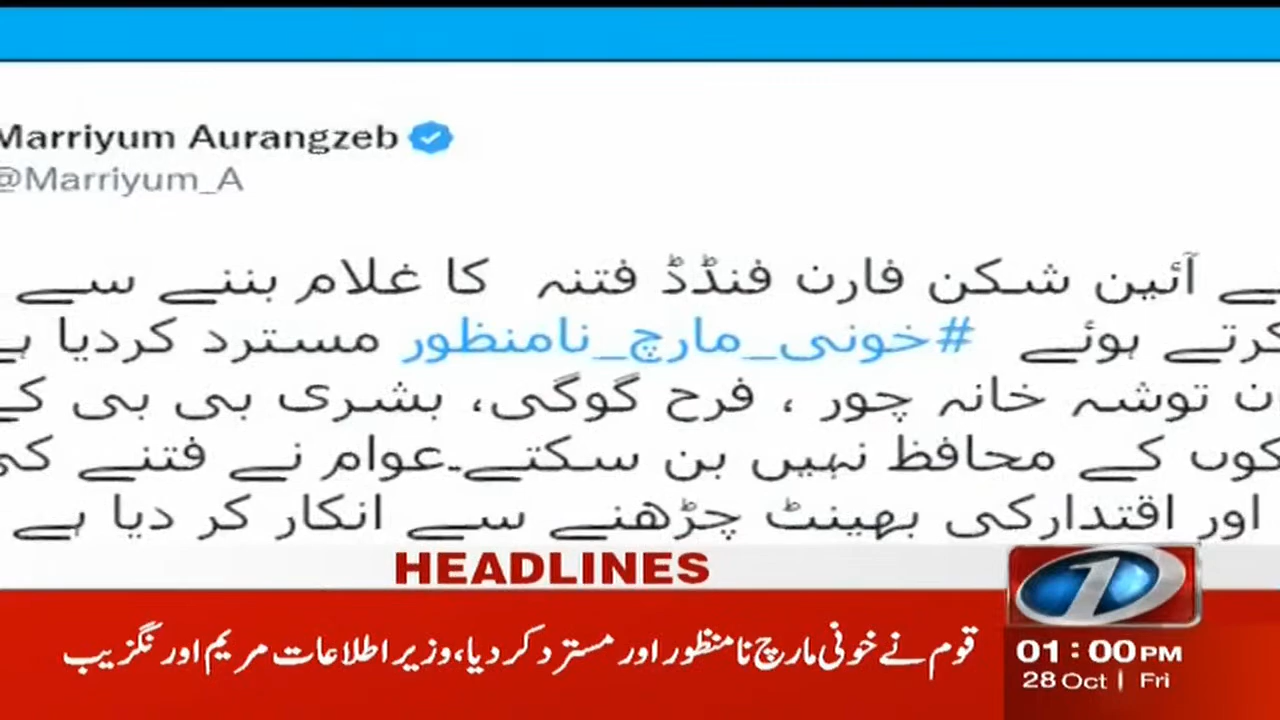 Marriyum Aurangzeb
@Marriyum_A
آئین شکن فارن فنڈڈ فتنہ کا غلام بننے سے
کرتے ہوئے #خونی_مارچ_نامنظور مسترد کردیا
توشہ خانہ چور ، فرح گوگی، بشری بی بی کے
کے محافظ نہیں بن سکتے۔عوام نے فتنے کی
اور اقتدارکی بھینٹ چڑھنے سے انکار کر دیا ہے
HEADLINES
قوم نے خونی مارچ نامنظور اور مسترد کر دیا، وزیر اطلاعات مریم اورنگزیب
1
01:00PM
28 Oct | Fri